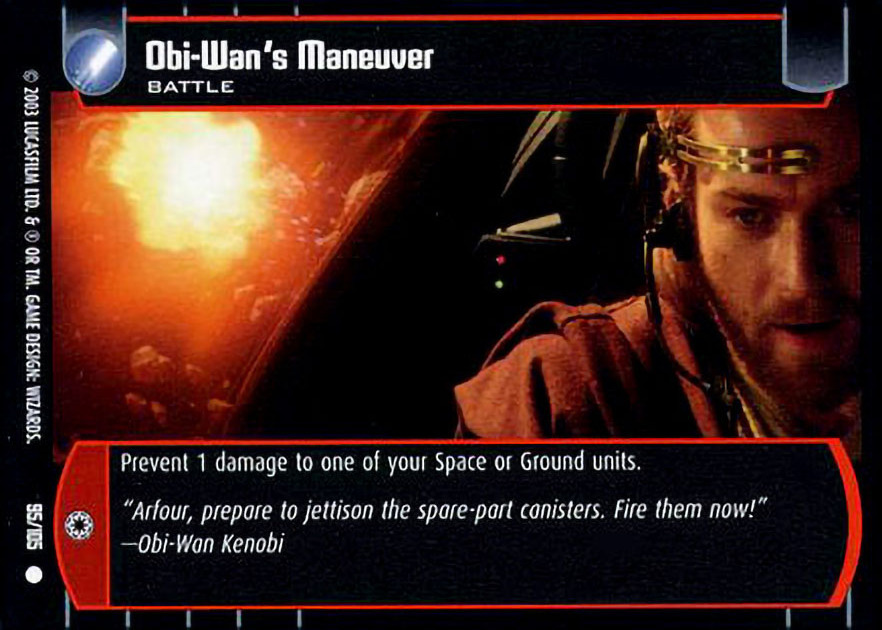 Obi-Wan's Maneuver
BATTLE
Prevent 1 damage to one of your Space or Ground units.
"Arfour, prepare to jettison the spare-part canisters. Fire them now!"
—Obi-Wan Kenobi
© 2003 LUCASFILM LTD. & ® OR TM. GAME DESIGN: WIZARDS.
95/105